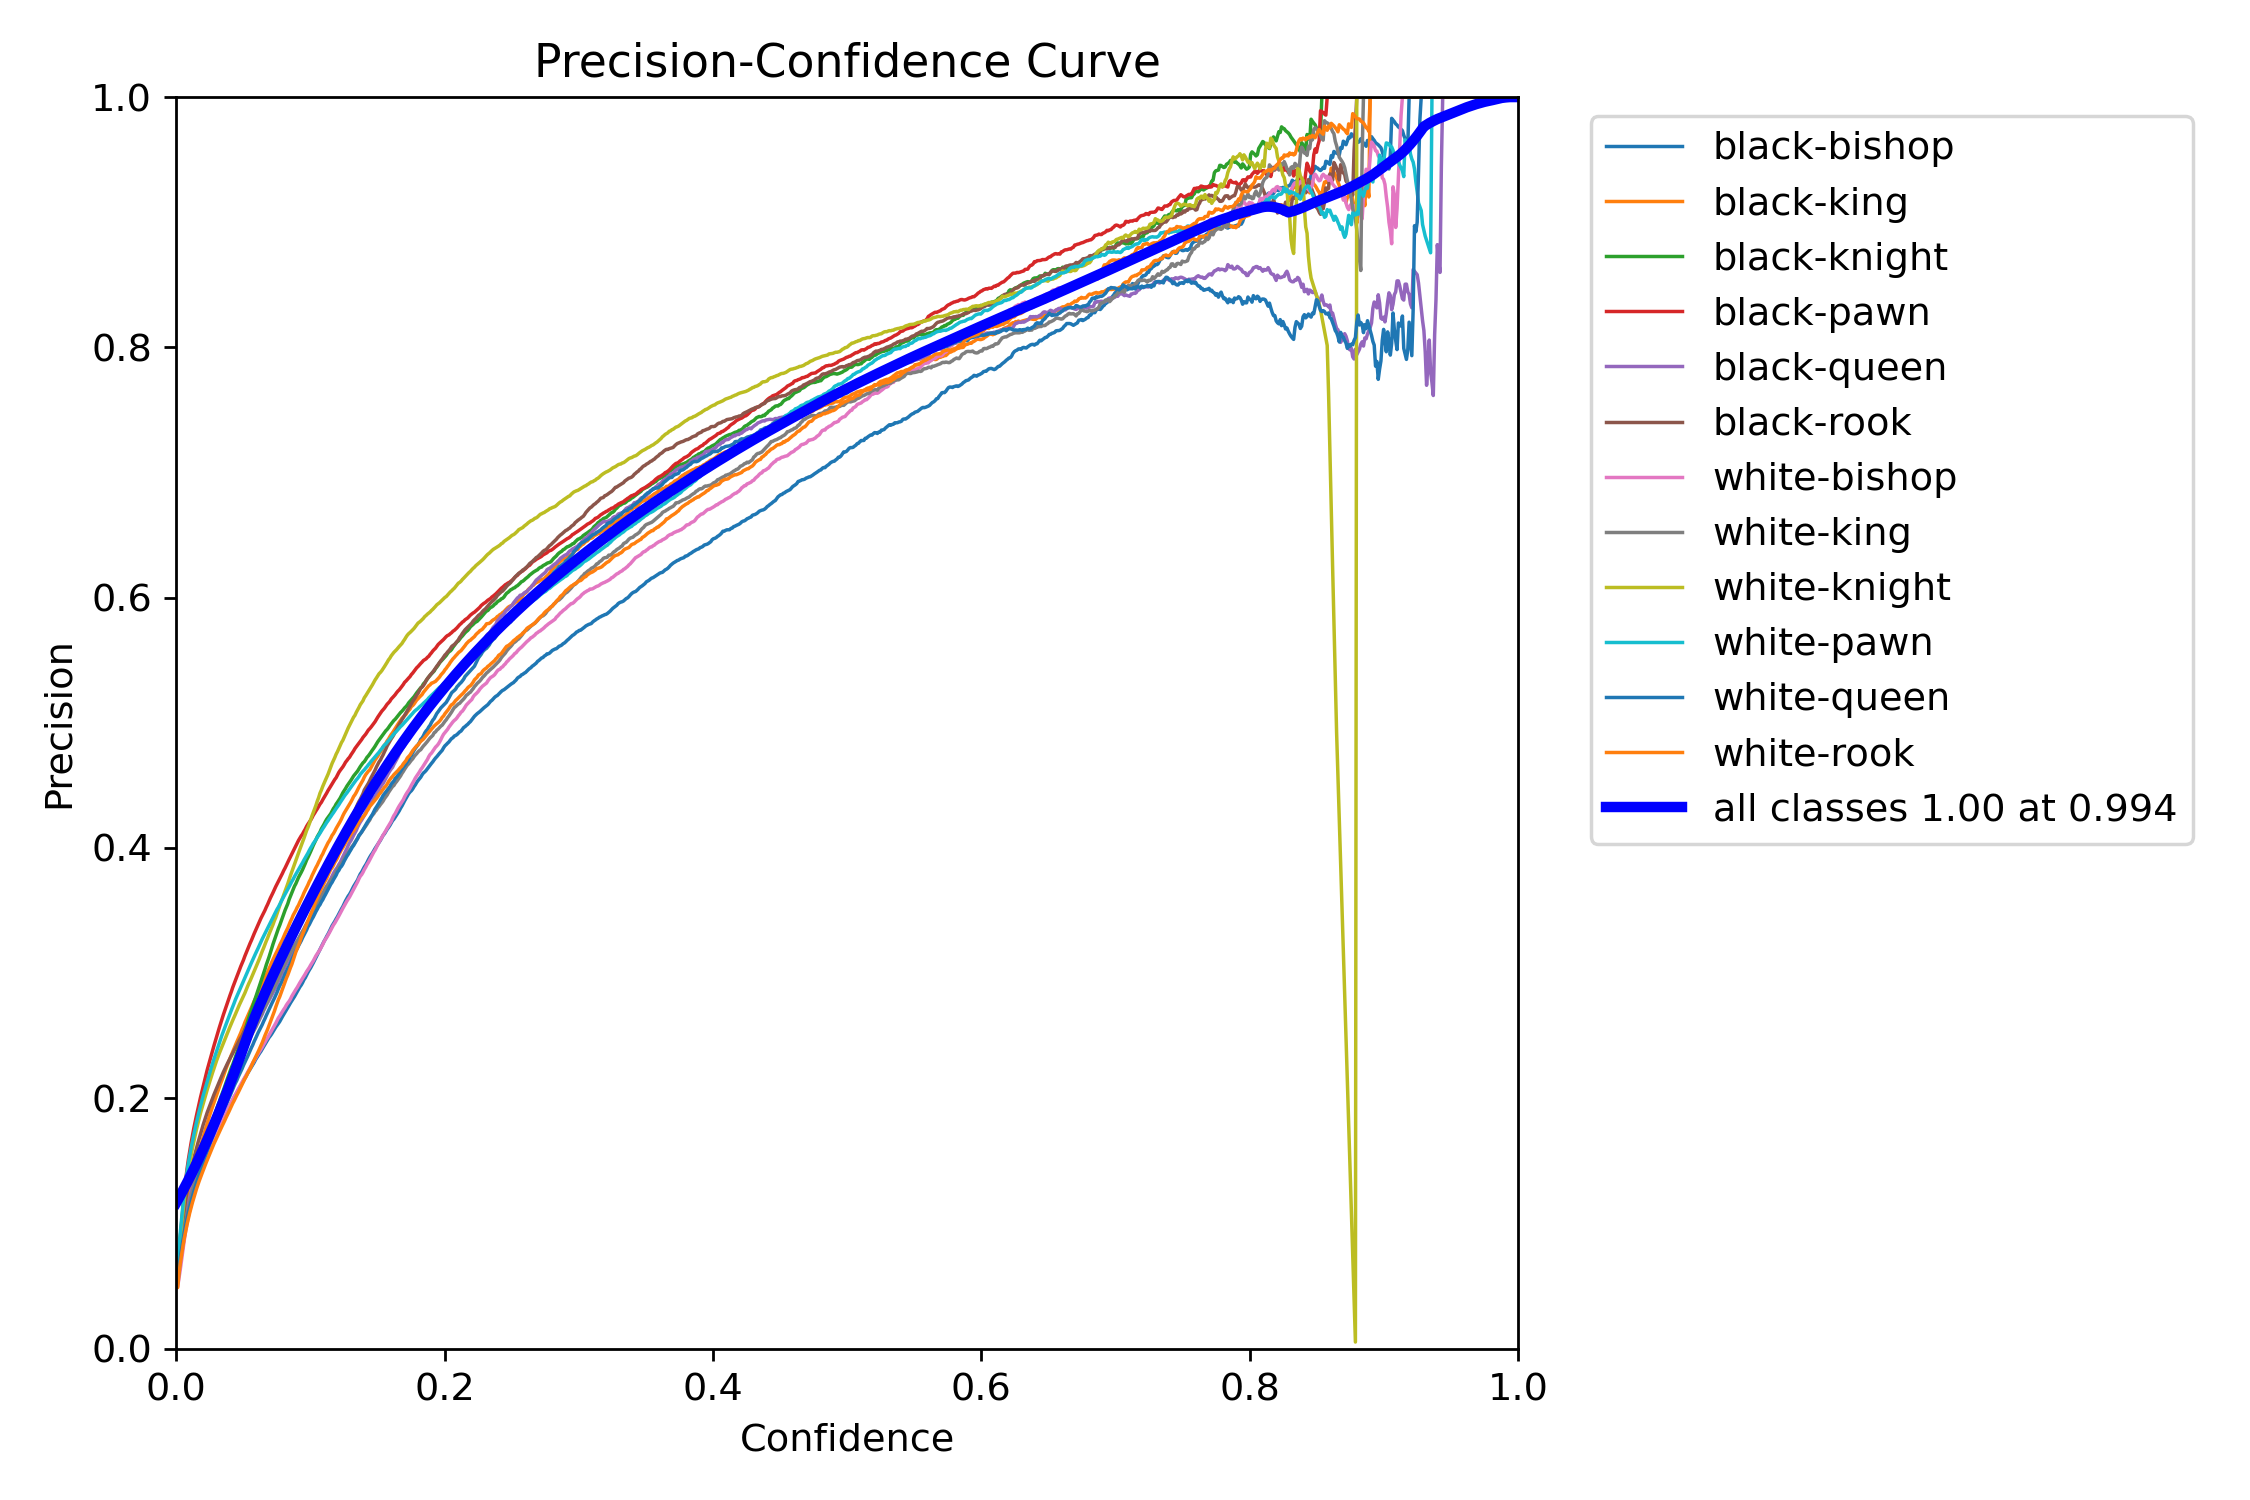 Precision-Confidence Curve
1.0
0.8
0.6
0.4
0.2
0.0
Precision
0.0 0.2 0.4 0.6 0.8 1.0
Confidence
black-bishop
black-king
black-knight
black-pawn
black-queen
black-rook
white-bishop
white-king
white-knight
white-pawn
white-queen
white-rook
all classes 1.00 at 0.994